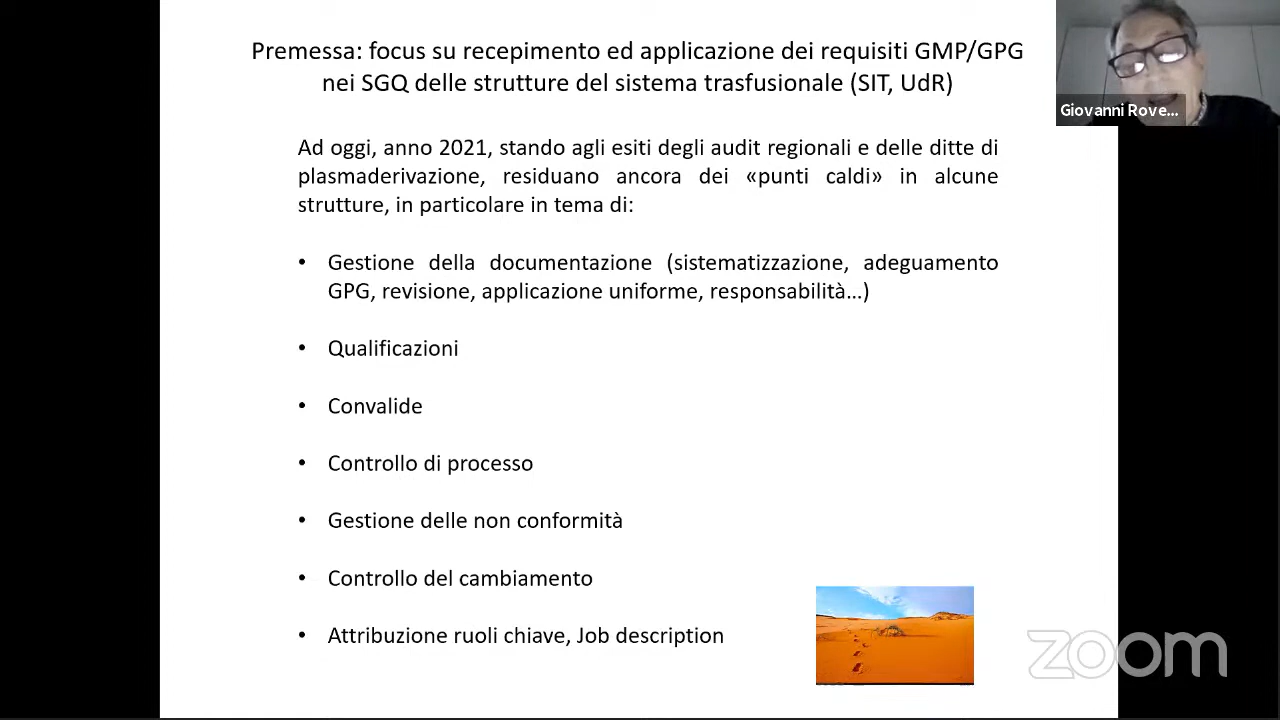 Premessa: focus su recepimento ed applicazione dei requisiti GMP/GPG
nei SGQ delle strutture del sistema trasfusionale (SIT, UdR)
Giovanni Rove...
Ad oggi, anno 2021, stando agli esiti degli audit regionali e delle ditte di
plasmaderivazione, residuano ancora dei «punti caldi» in alcune
strutture, in particolare in tema di:
• Gestione della documentazione (sistematizzazione, adeguamento
GPG, revisione, applicazione uniforme, responsabilità…)
• Qualificazioni
• Convalide
• Controllo di processo
• Gestione delle non conformità
• Controllo del cambiamento
• Attribuzione ruoli chiave, Job description
zoom